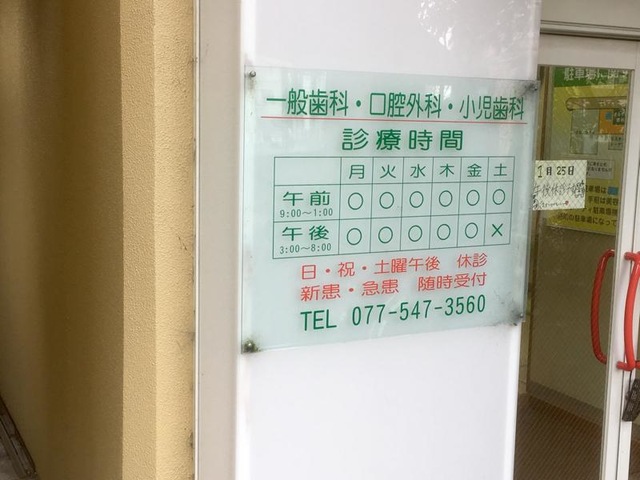 一般歯科・口腔外科・小児歯科
診療時間
月 火 水 木 金 土
午前 9:00〜1:00 ○ ○ ○ ○ ○ ○
午後 3:00〜8:00 ○ ○ ○ ○ ○ ×
日・祝・土曜午後 休診
新患・急患 随時受付
TEL 077-547-3560
1月25日